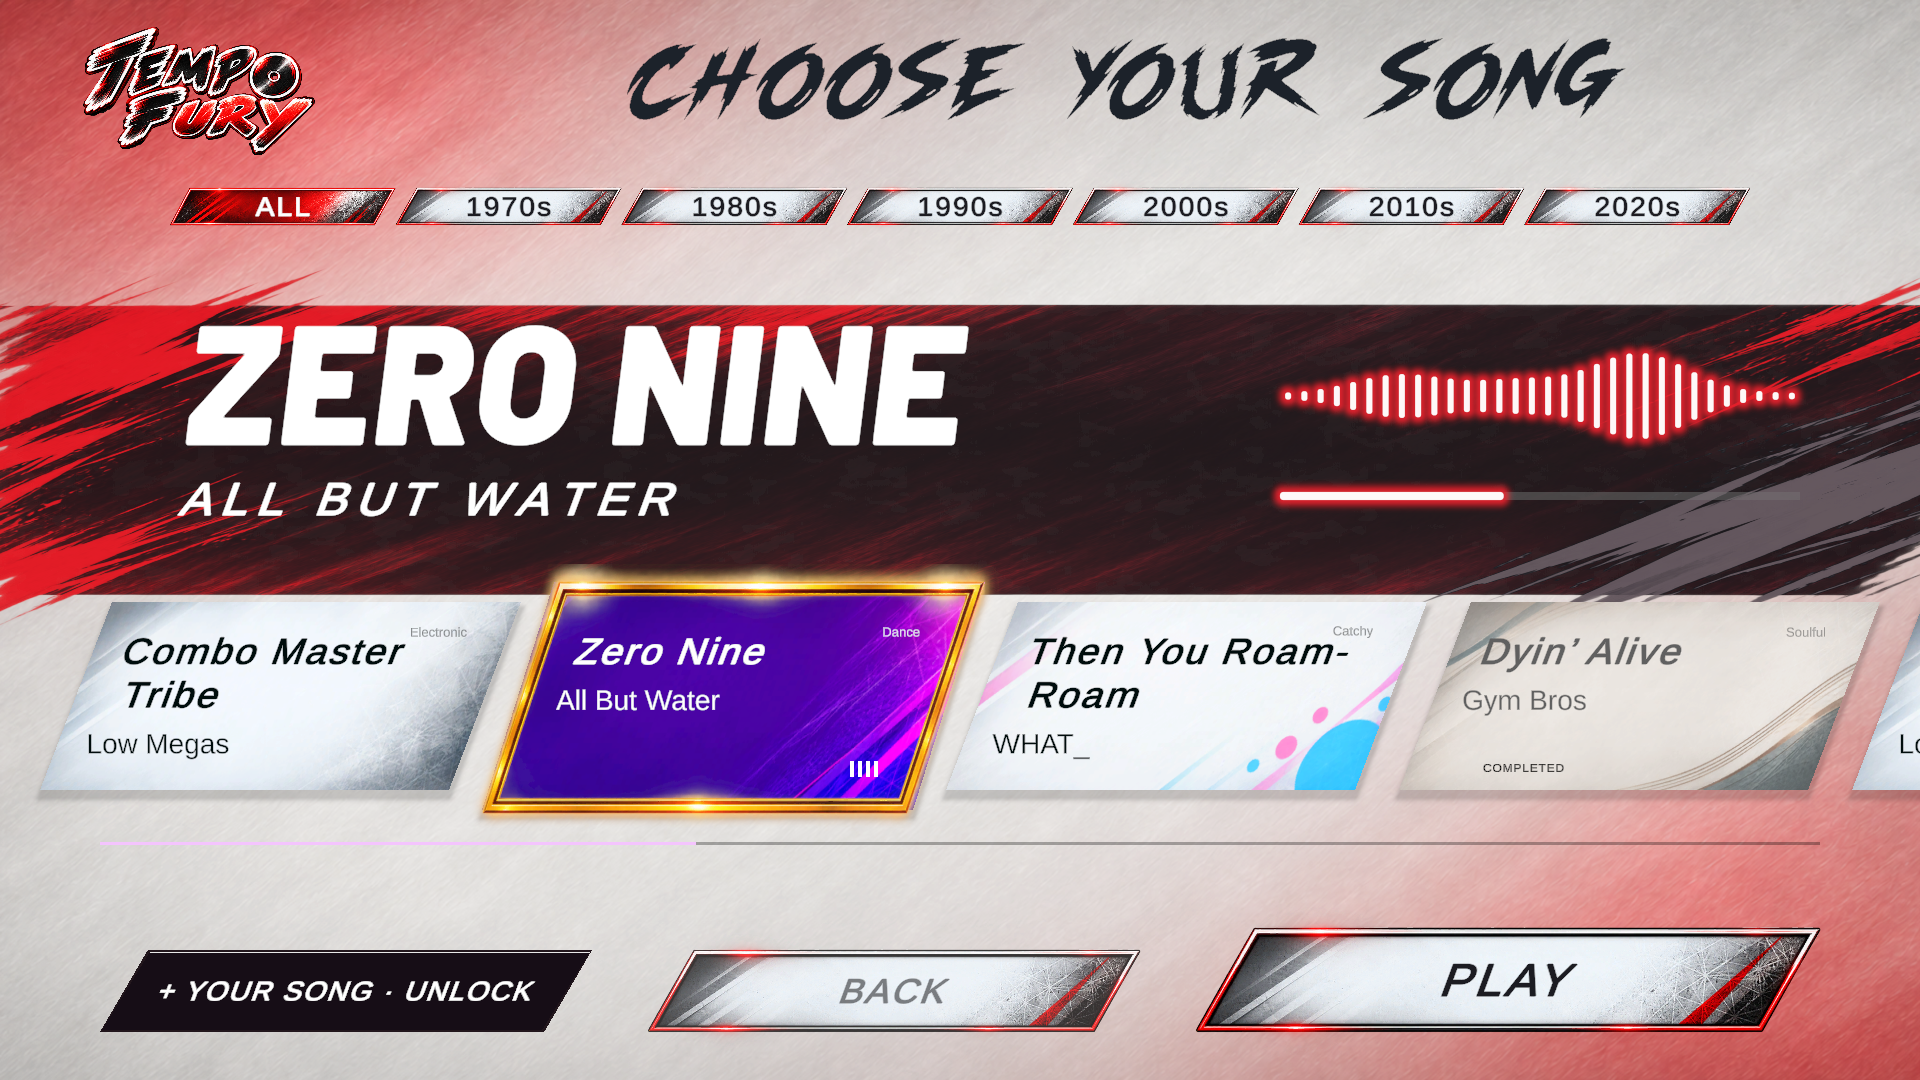 TEMPO
FURY
CHOOSE YOUR SONG
ALL
1970s
1980s
1990s
2000s
2010s
2020s
ZERO NINE
ALL BUT WATER
Electronic
Combo Master
Tribe
Low Megas
Dance
Zero Nine
All But Water
Catchy
Then You Roam-
Roam
WHAT_
Soulful
Dyin’ Alive
Gym Bros
COMPLETED
+ YOUR SONG · UNLOCK
BACK
PLAY